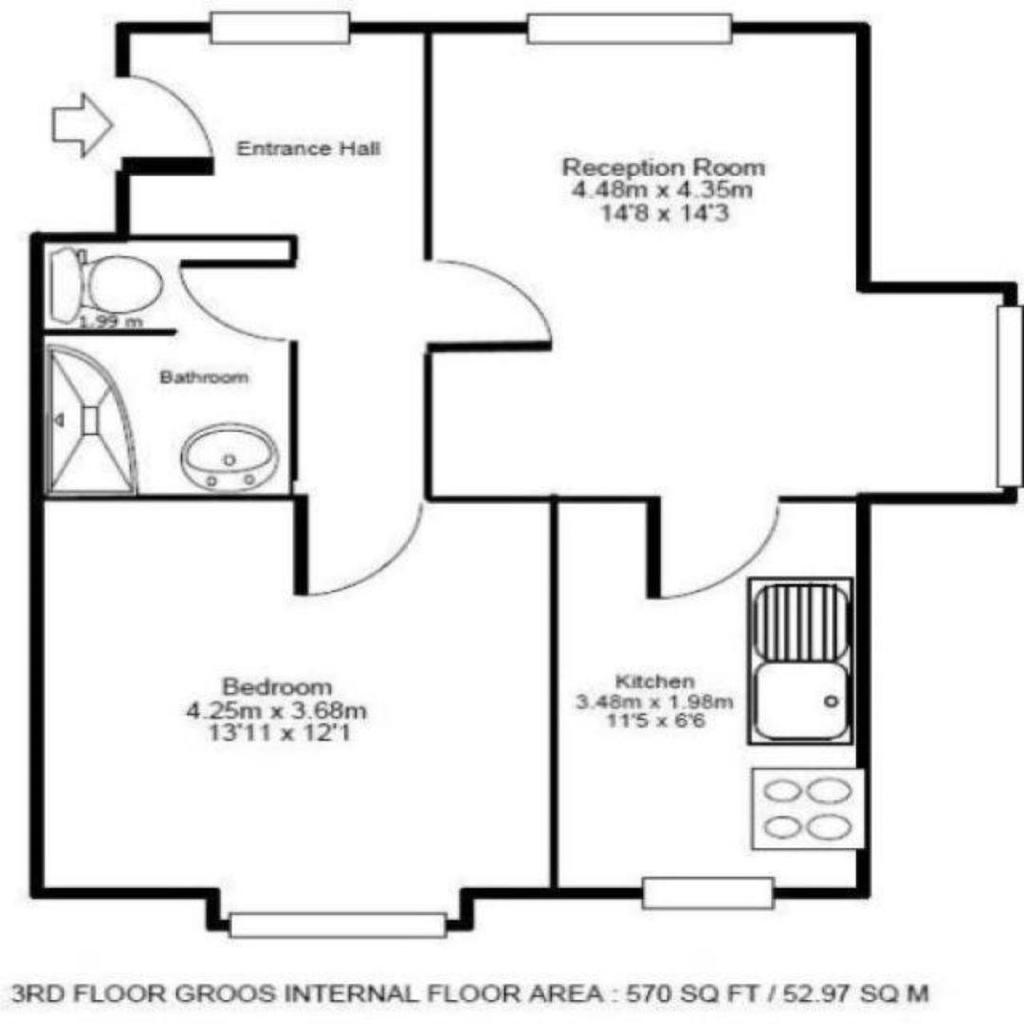 Entrance Hall
Reception Room
4.48m x 4.35m
14'8 x 14'3
1.99 m
Bathroom
Bedroom
4.25m x 3.68m
13'11 x 12'1
Kitchen
3.48m x 1.98m
11'5 x 6'6
3RD FLOOR GROOS INTERNAL FLOOR AREA : 570 SQ FT / 52.97 SQ M